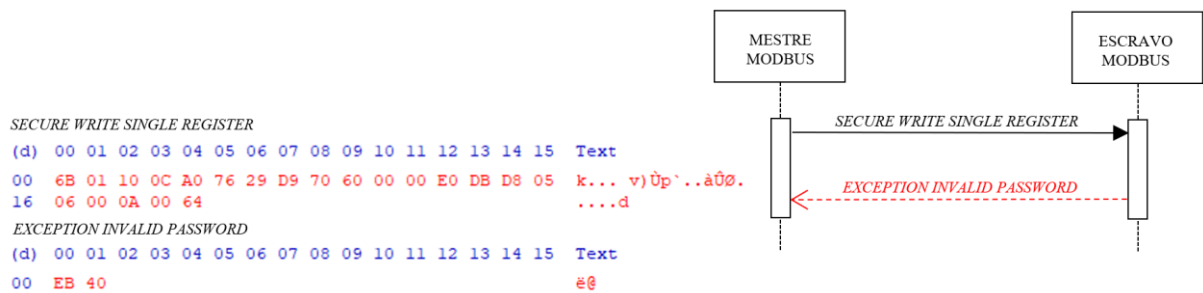 SECURE WRITE SINGLE REGISTER
(d) 00 01 02 03 04 05 06 07 08 09 10 11 12 13 14 15 Text
00 6B 01 10 0C A0 76 29 D9 70 60 00 00 E0 DB D8 05 k... v)Ùp`..àÛØ.
16 06 00 0A 00 64 ....d
EXCEPTION INVALID PASSWORD
(d) 00 01 02 03 04 05 06 07 08 09 10 11 12 13 14 15 Text
00 EB 40 ë@
MESTRE
MODBUS
ESCRAVO
MODBUS
SECURE WRITE SINGLE REGISTER
EXCEPTION INVALID PASSWORD